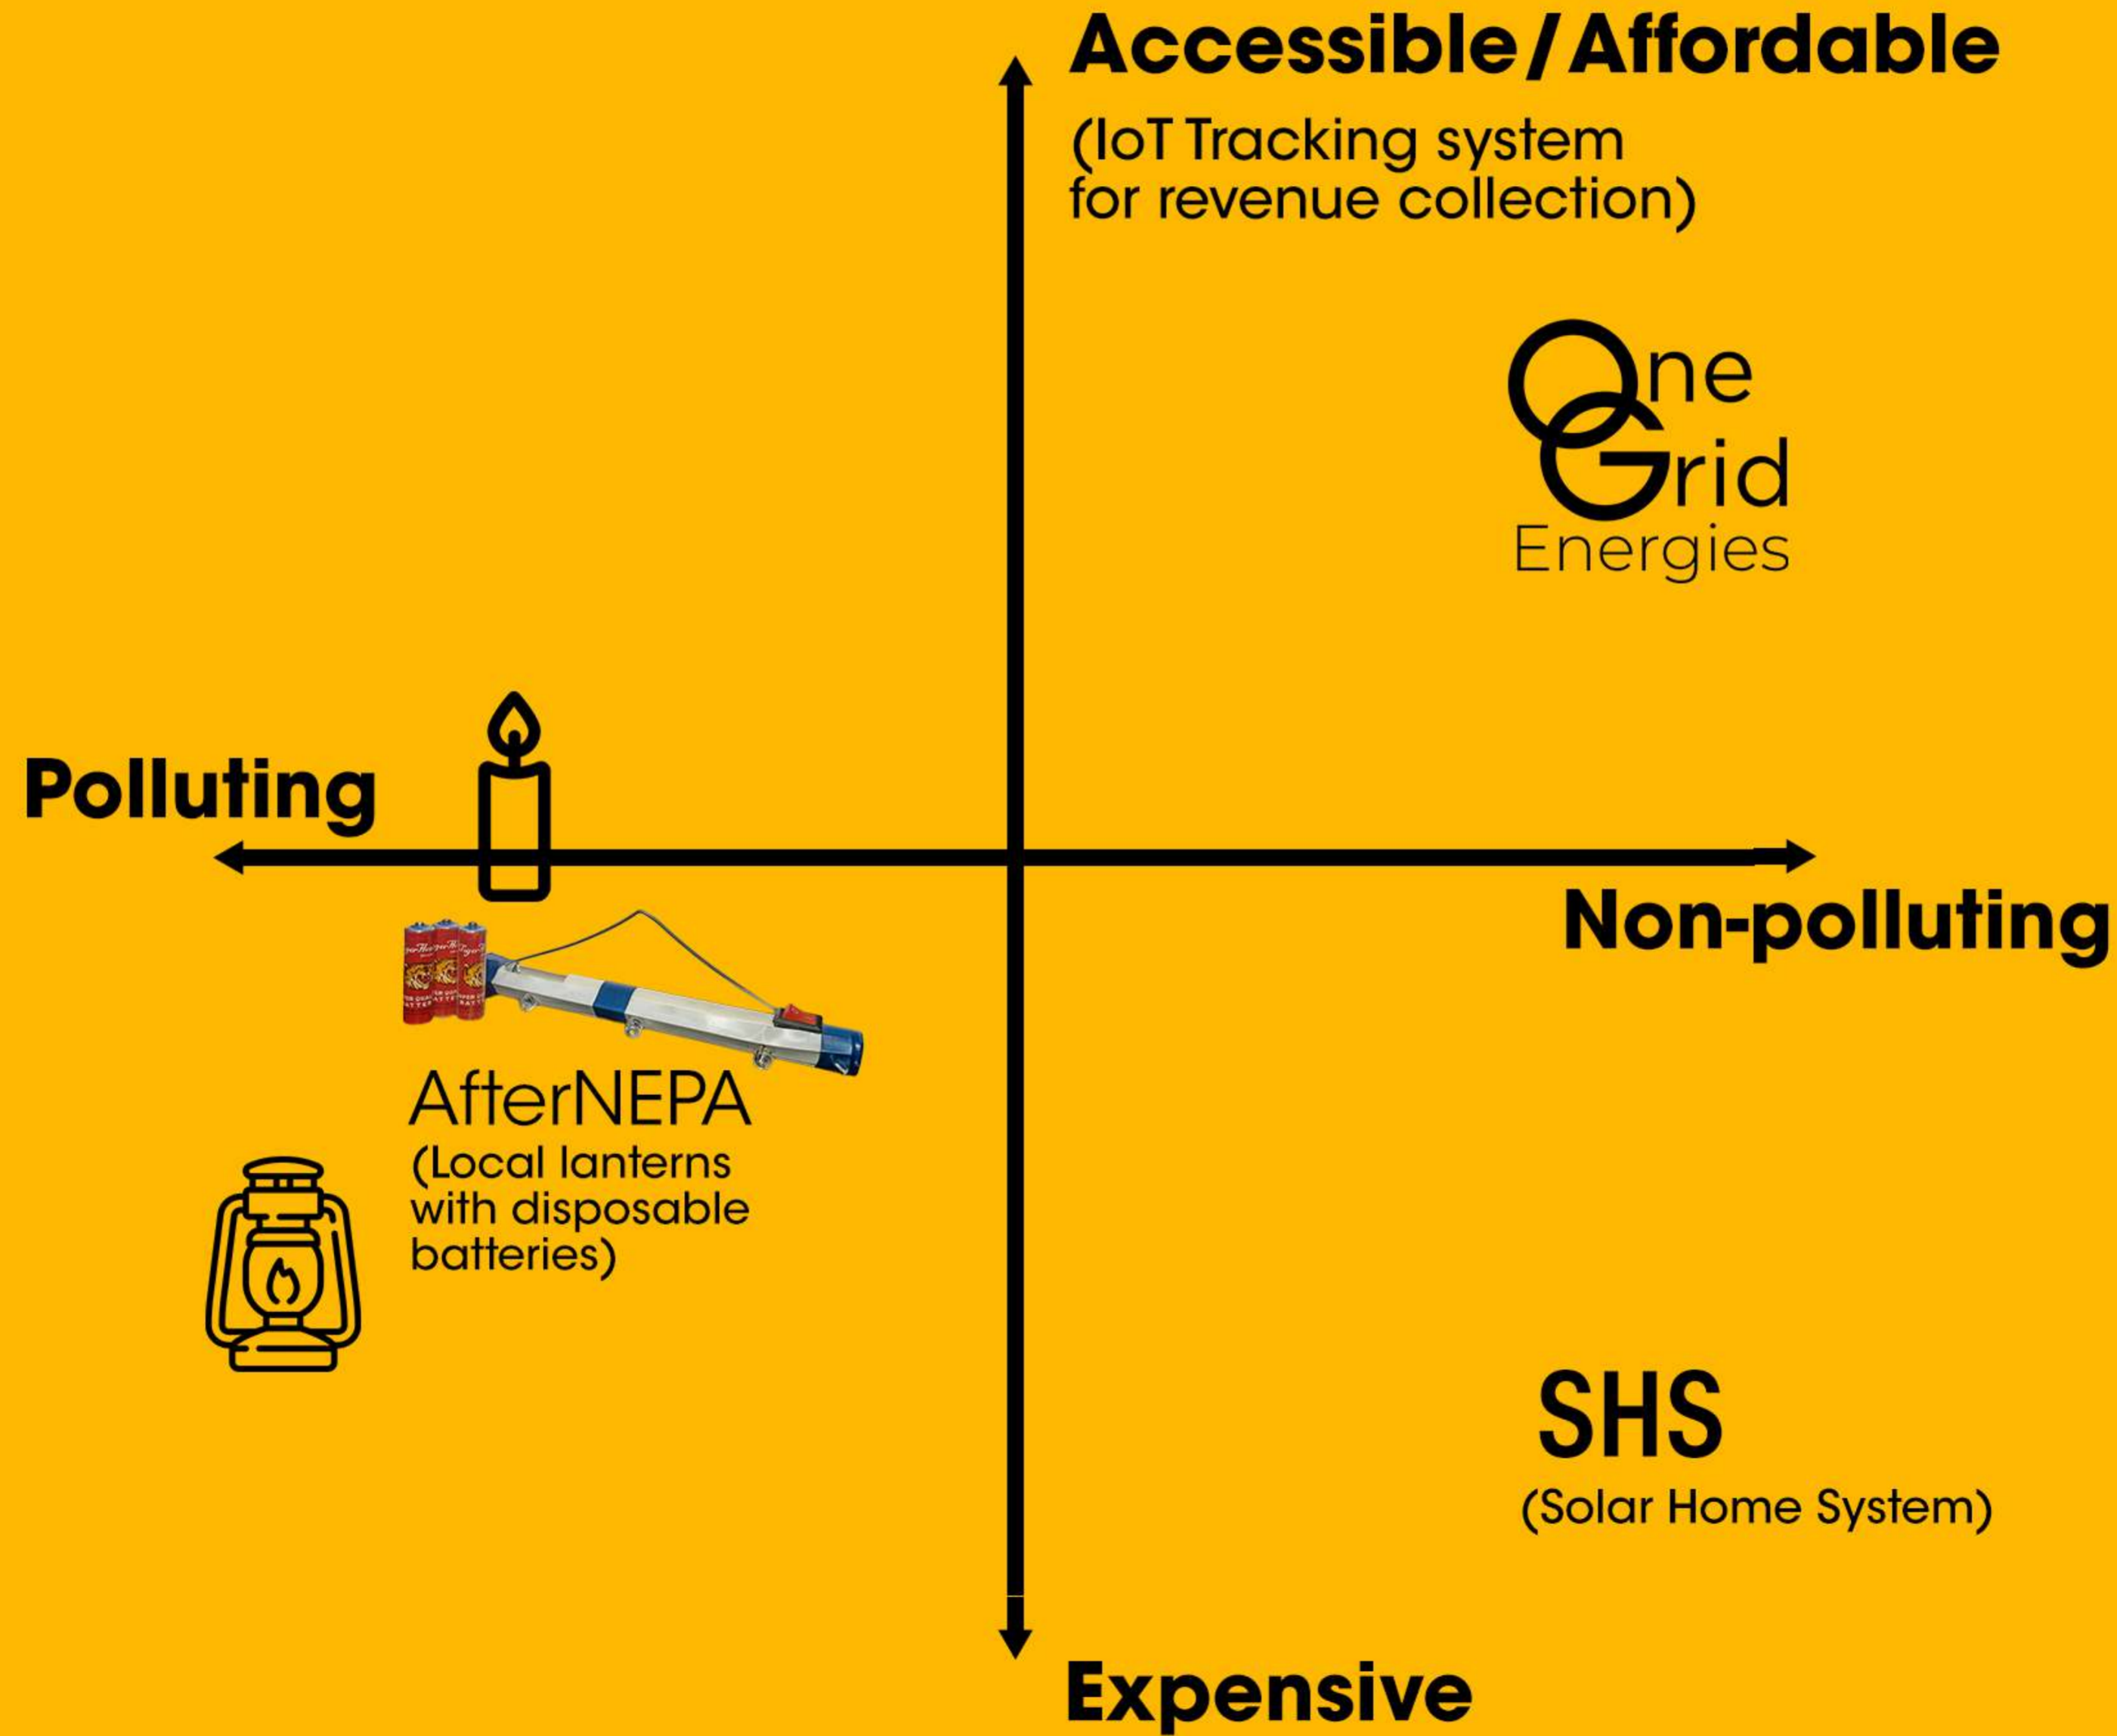 Accessible/Affordable
(IoT Tracking system
for revenue collection)
One
Grid
Energies
Polluting
Non-polluting
AfterNEPA
(Local lanterns
with disposable
batteries)
SHS
(Solar Home System)
Expensive